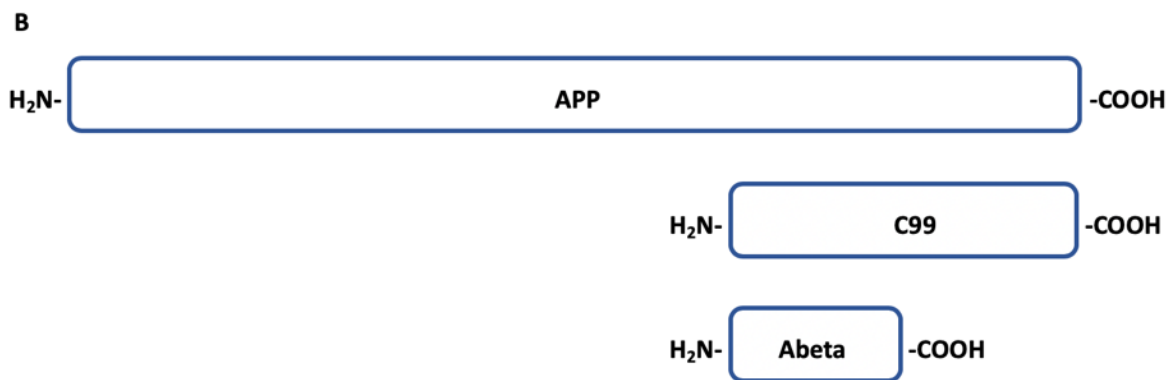 B
H₂N- APP -COOH
H₂N- C99 -COOH
H₂N- Abeta -COOH